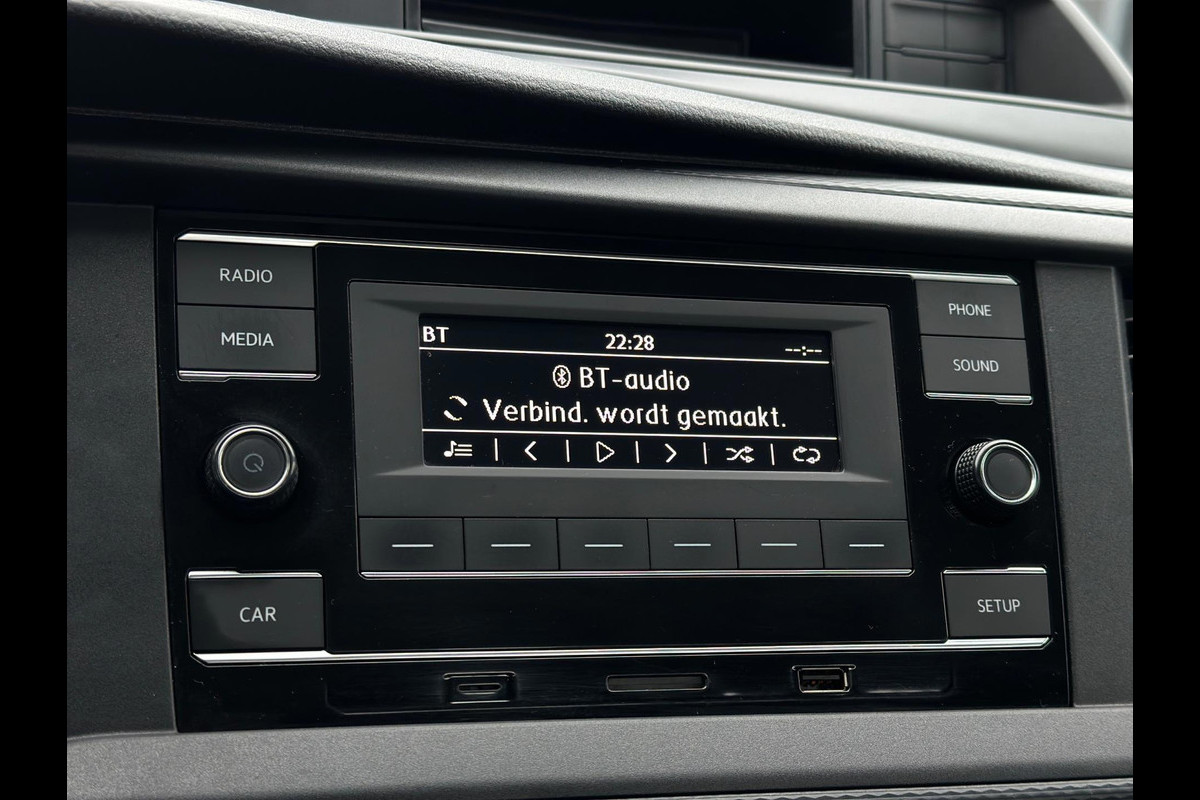 RADIO
MEDIA
PHONE
SOUND
BT 22:28 --:--
BT-audio
Verbind. wordt gemaakt.
CAR
SETUP